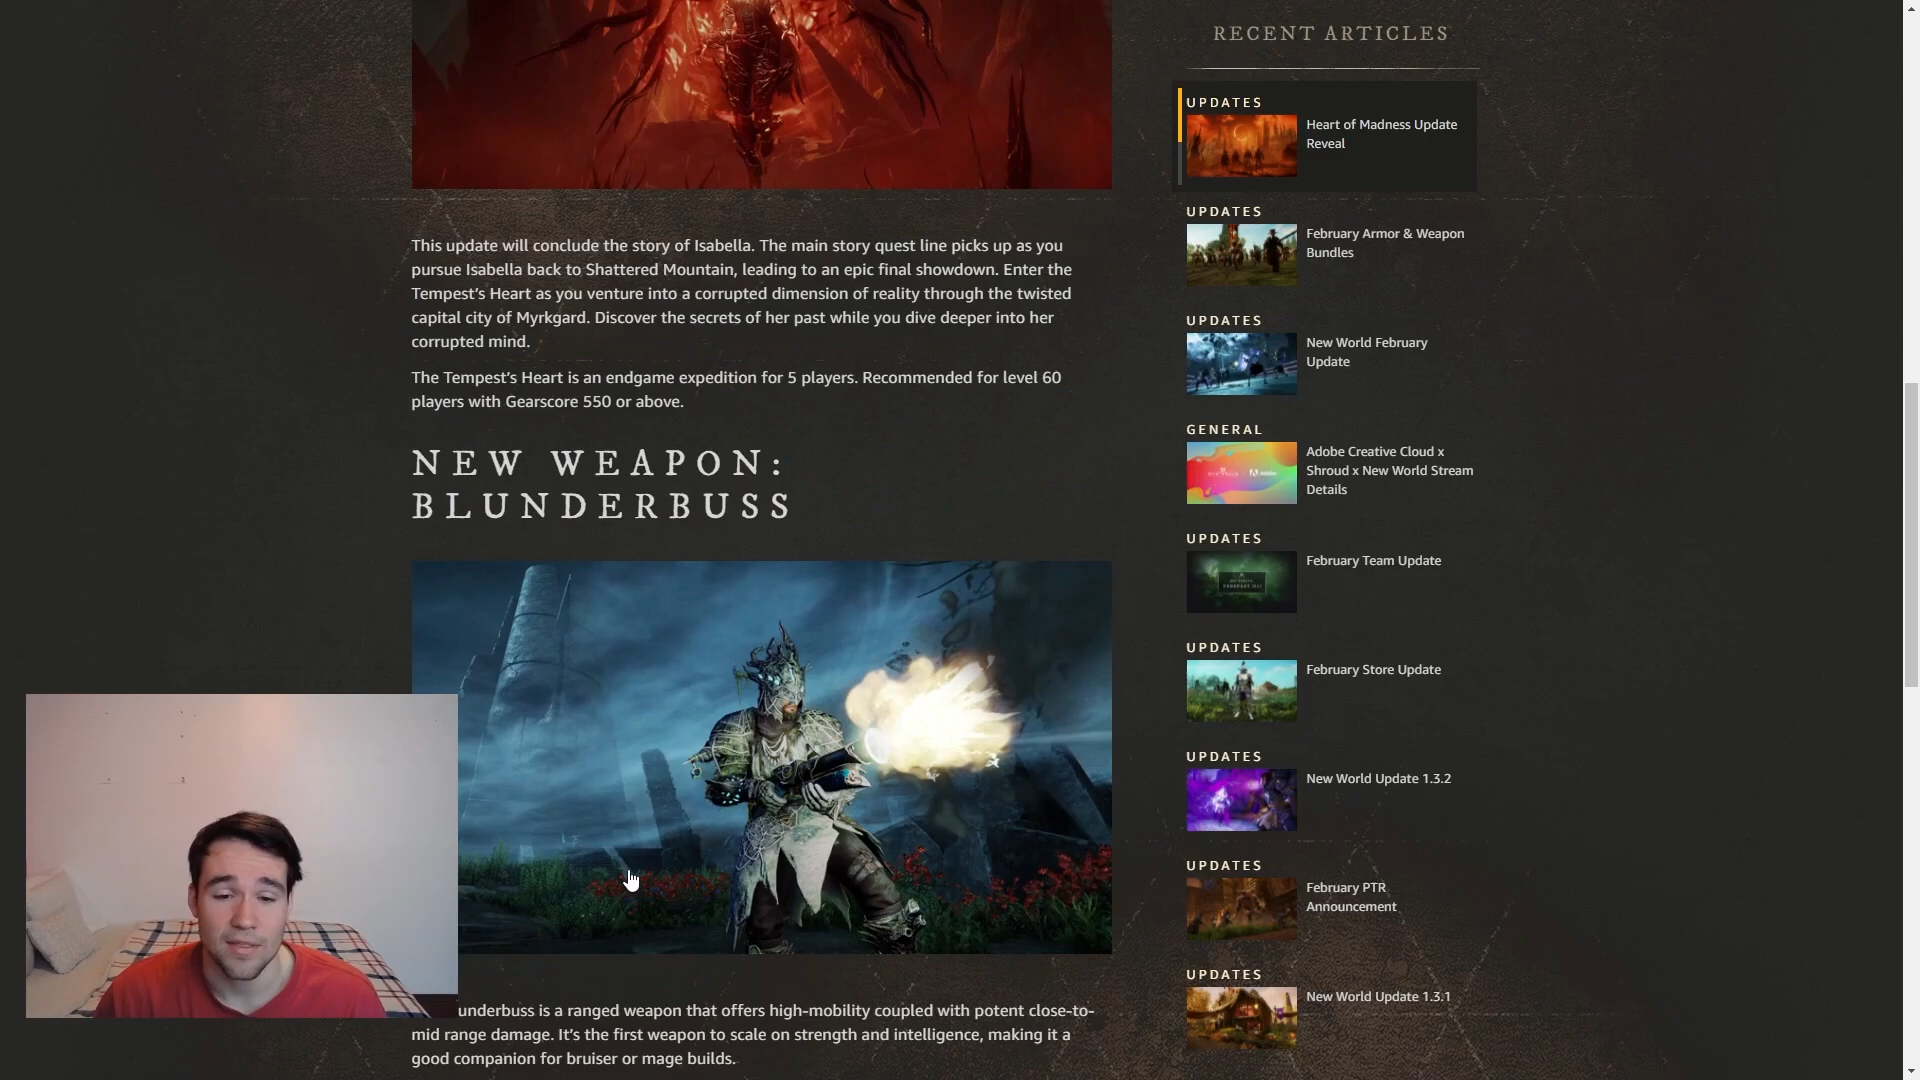 This update will conclude the story of Isabella. The main story quest line picks up as you
pursue Isabella back to Shattered Mountain, leading to an epic final showdown. Enter the
Tempest’s Heart as you venture into a corrupted dimension of reality through the twisted
capital city of Myrkgard. Discover the secrets of her past while you dive deeper into her
corrupted mind.
The Tempest’s Heart is an endgame expedition for 5 players. Recommended for level 60
players with Gearscore 550 or above.
NEW WEAPON:
BLUNDERBUSS
underbuss is a ranged weapon that offers high-mobility coupled with potent close-to-
mid range damage. It’s the first weapon to scale on strength and intelligence, making it a
good companion for bruiser or mage builds.
RECENT ARTICLES
UPDATES
Heart of Madness Update
Reveal
UPDATES
February Armor & Weapon
Bundles
UPDATES
New World February
Update
GENERAL
Adobe Creative Cloud x
Shroud x New World Stream
Details
UPDATES
February Team Update
UPDATES
February Store Update
UPDATES
New World Update 1.3.2
UPDATES
February PTR
Announcement
UPDATES
New World Update 1.3.1